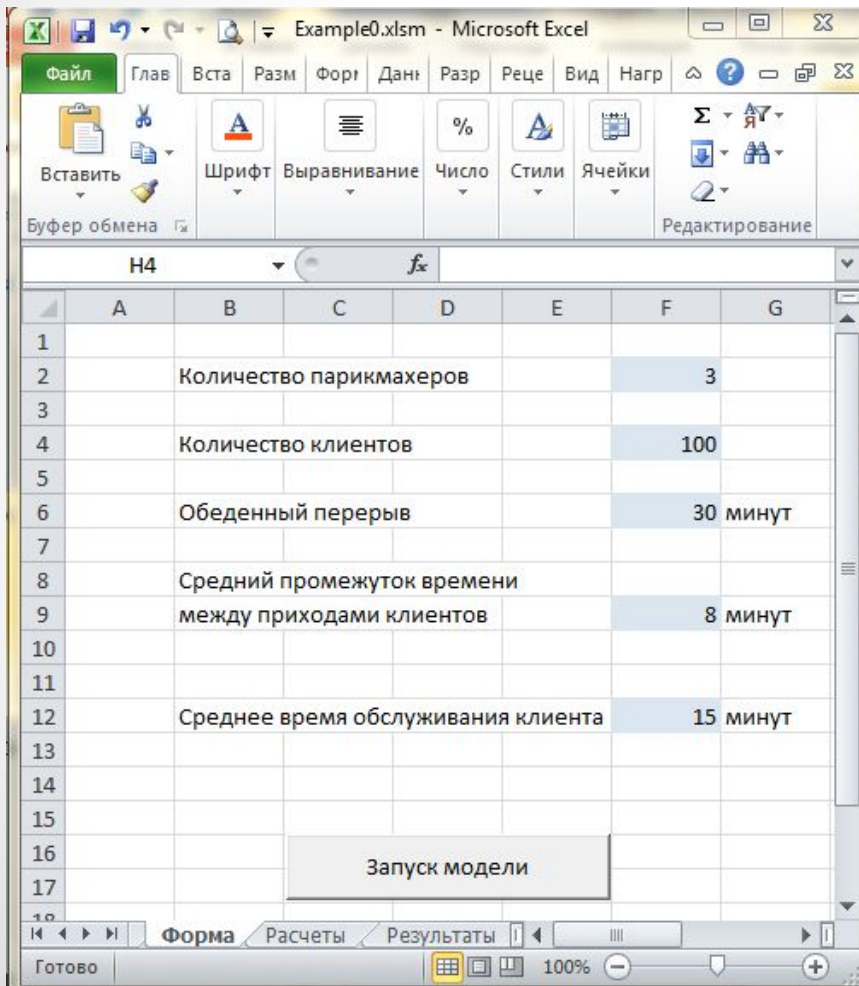 Example0.xlsm - Microsoft Excel
Файл Глав Вста Разм Форм Данн Разр Реце Вид Нагр
Вставить Шрифт Выравнивание Число Стили Ячейки
Буфер обмена Редактирование
H4 fx
A B C D E F G
1
2 Количество парикмахеров 3
3
4 Количество клиентов 100
5
6 Обеденный перерыв 30 минут
7
8 Средний промежуток времени
9 между приходами клиентов 8 минут
10
11
12 Среднее время обслуживания клиента 15 минут
13
14
15
16 Запуск модели
17
18
Форма Расчеты Результаты
Готово 100%